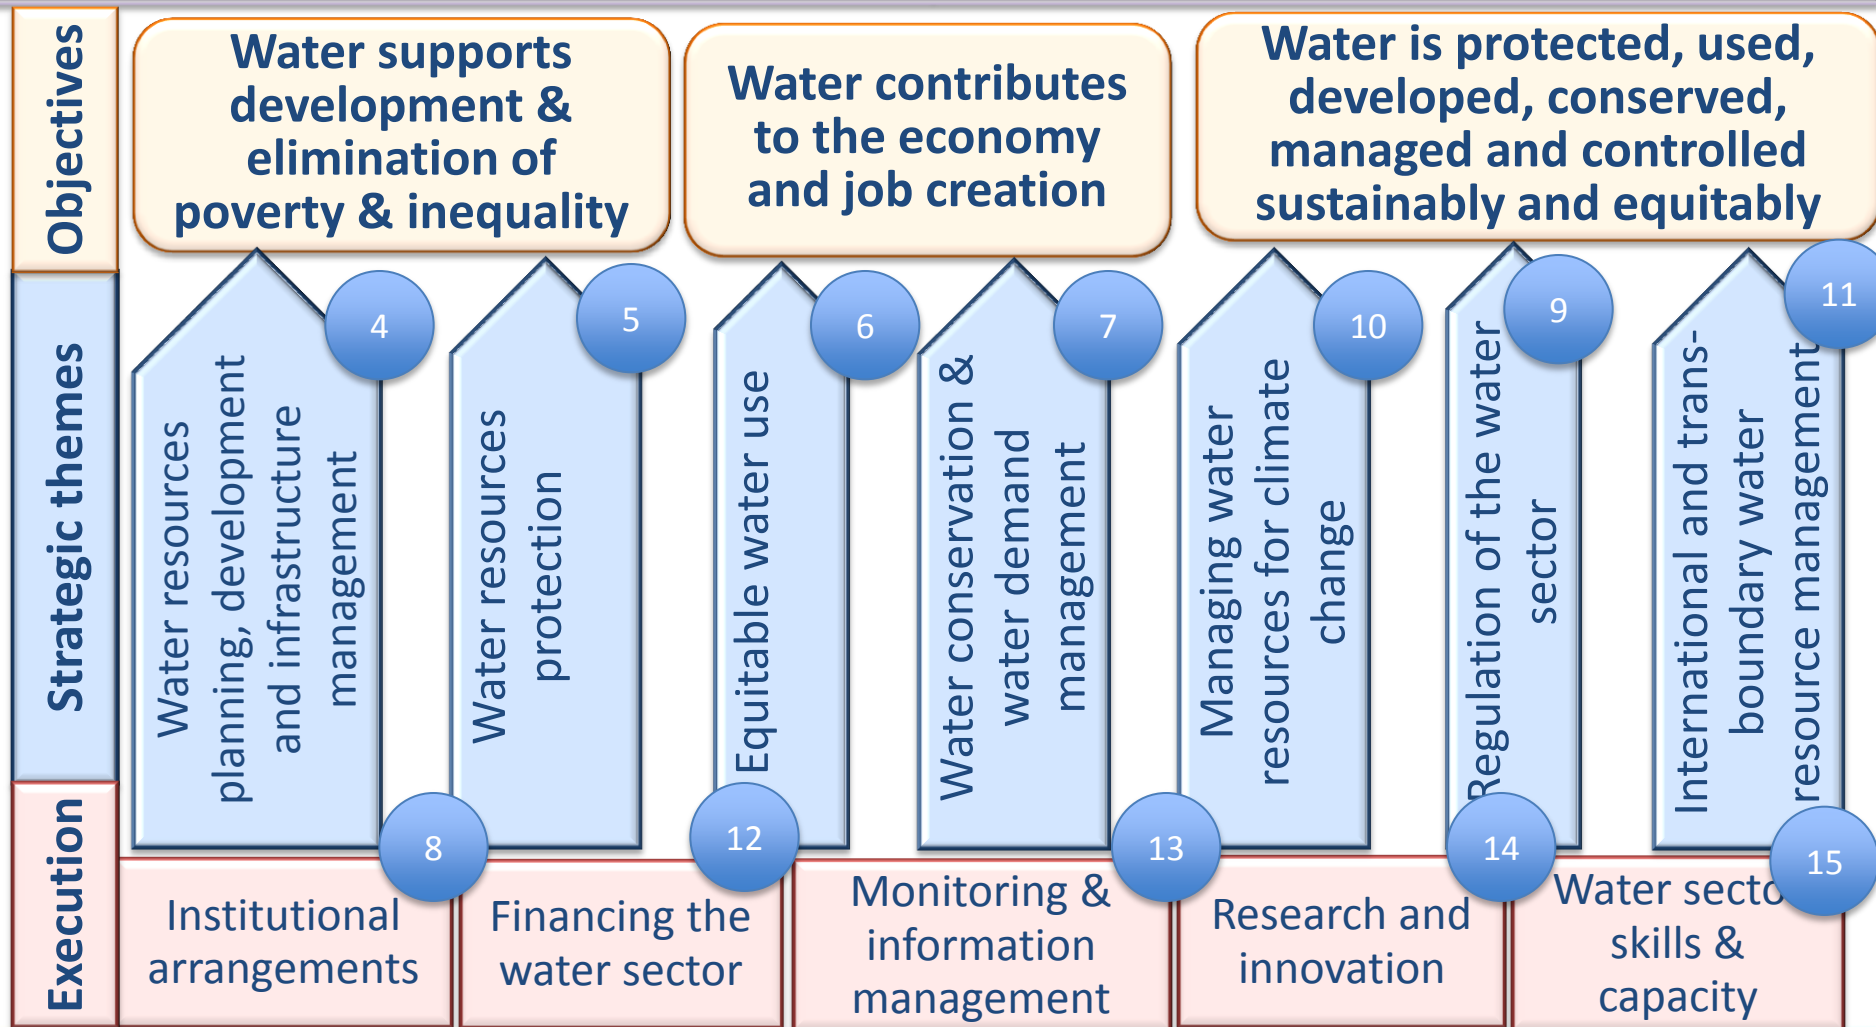 Objectives
Water supports
development &
elimination of
poverty & inequality
Water contributes
to the economy
and job creation
Water is protected, used,
developed, conserved,
managed and controlled
sustainably and equitably
Strategic themes
4
Water resources
planning, development
and infrastructure
management
5
Water resources
protection
6
Equitable water use
7
Water conservation &
water demand
management
10
Managing water
resources for climate
change
9
Regulation of the water
sector
11
International and trans-
boundary water
resource management
Execution
8
Institutional
arrangements
12
Financing the
water sector
13
Monitoring &
information
management
14
Research and
innovation
15
Water secto
skills &
capacity